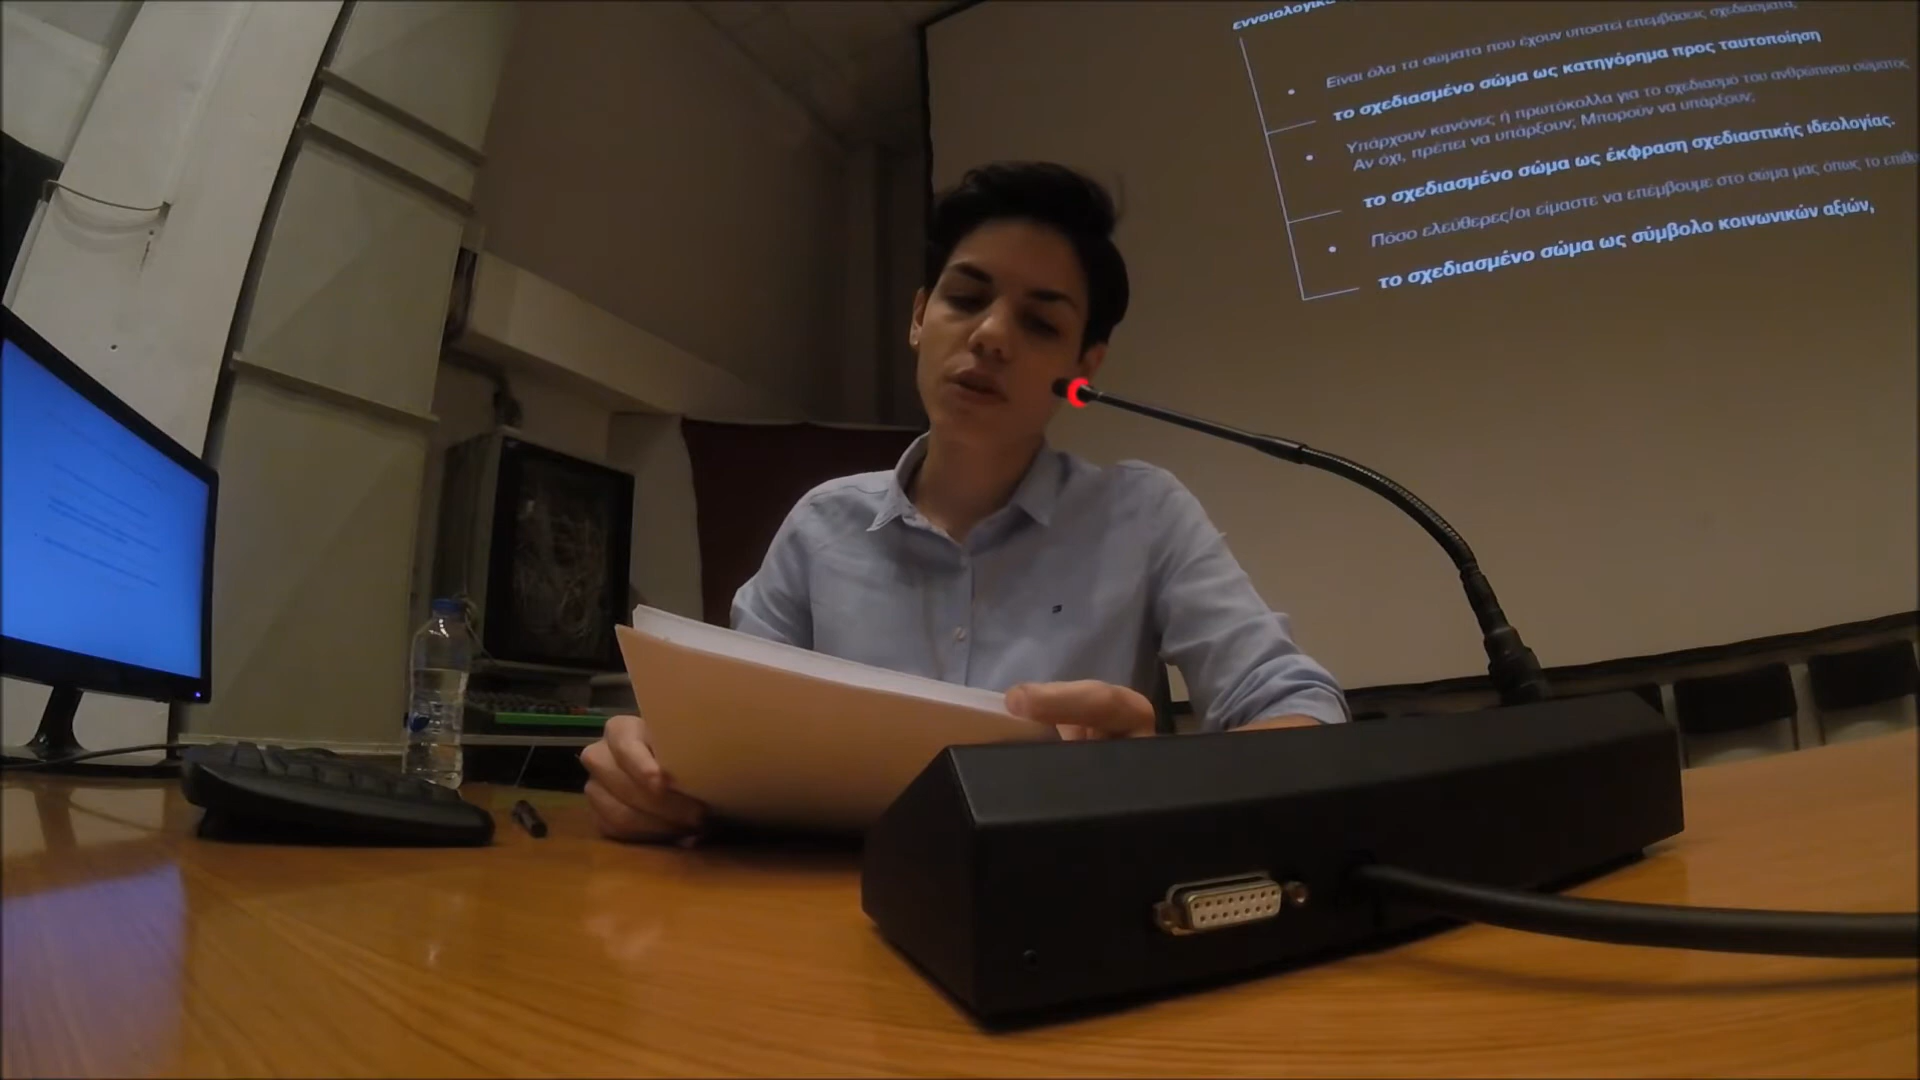 Είναι όλα τα σώματα που έχουν υποστεί επεμβάσεις σχεδιασμένα;
το σχεδιασμένο σώμα ως κατηγόρημα προς ταυτοποίηση
Υπάρχουν κανόνες ή πρωτόκολλα για το σχεδιασμό του ανθρώπινου σώματος
Αν όχι, πρέπει να υπάρξουν; Μπορούν να υπάρξουν;
το σχεδιασμένο σώμα ως έκφραση σχεδιαστικής ιδεολογίας.
Πόσο ελεύθερες/οι είμαστε να επέμβουμε στο σώμα μας όπως το
το σχεδιασμένο σώμα ως σύμβολο κοινωνικών αξιών,